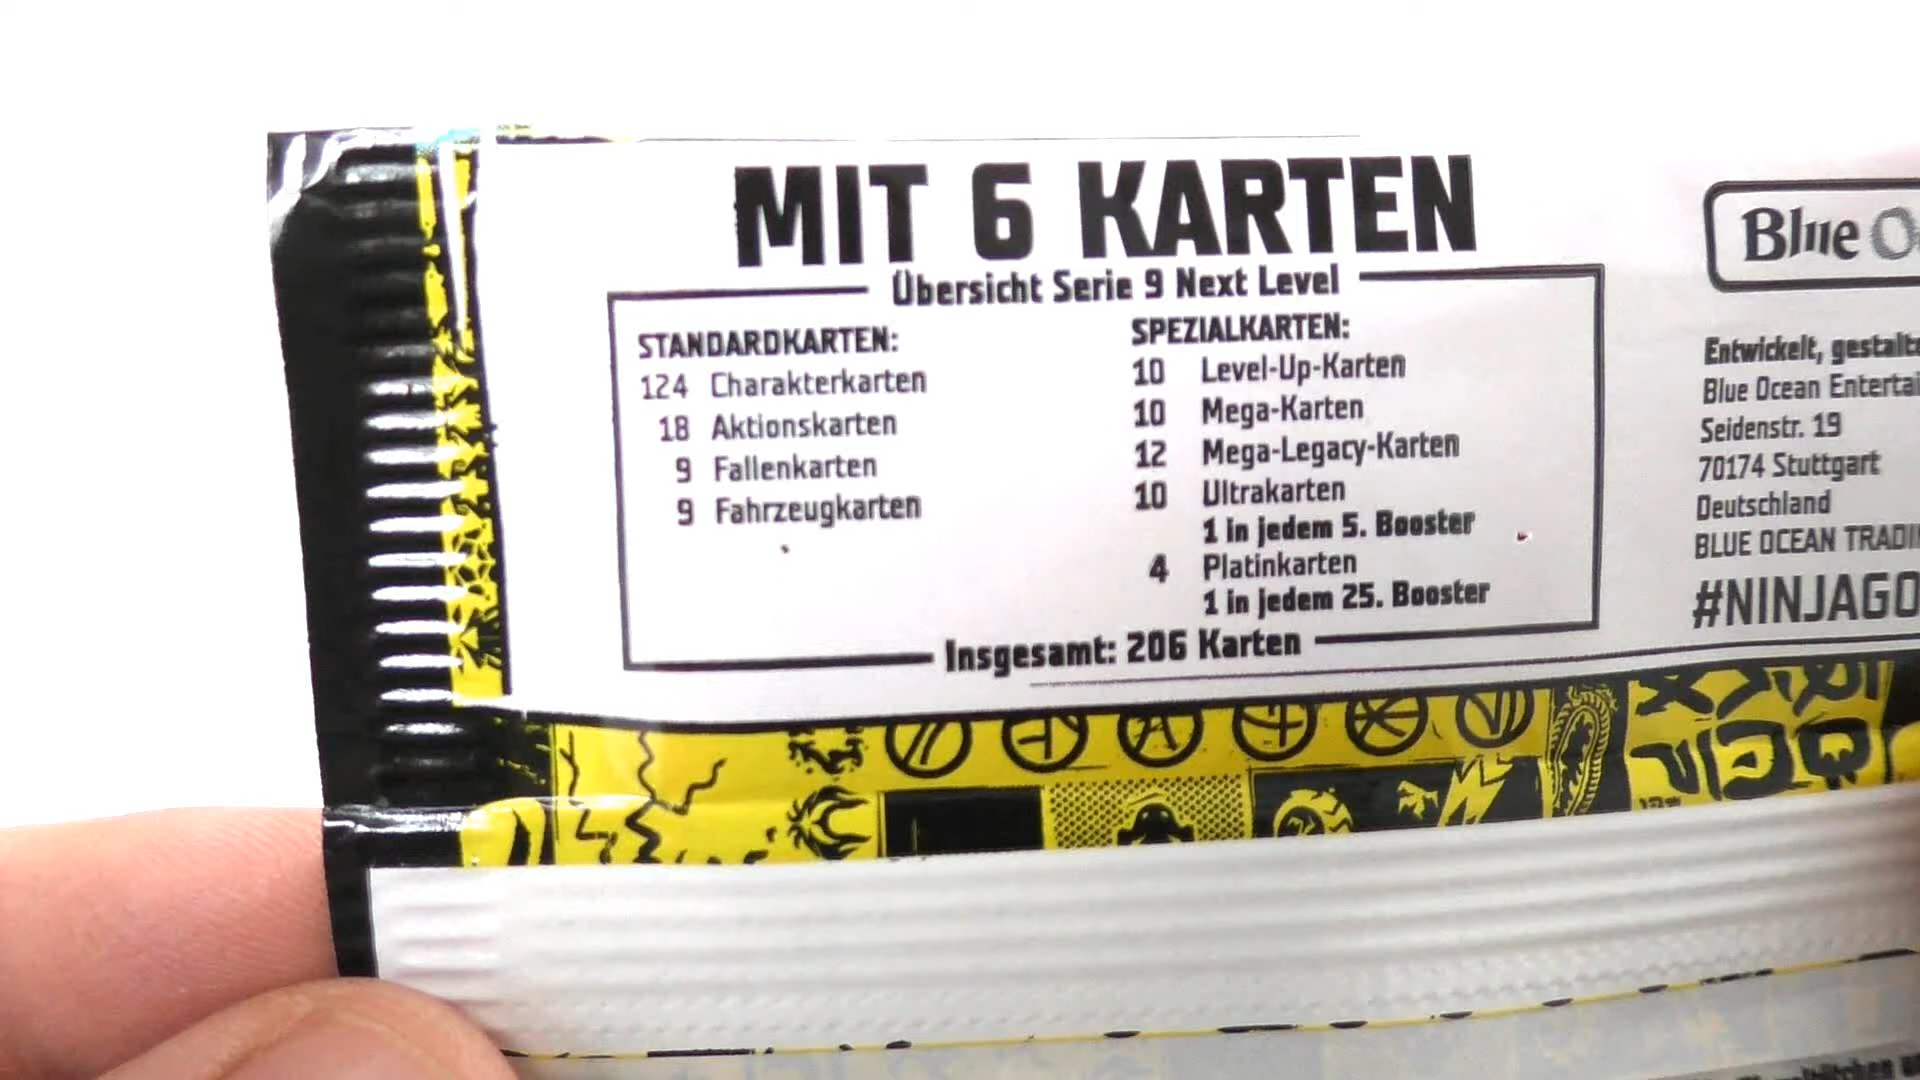 MIT 6 KARTEN
Übersicht Serie 9 Next Level
STANDARDKARTEN:
124 Charakterkarten
18 Aktionskarten
9 Fallenkarten
9 Fahrzeugkarten
SPEZIALKARTEN:
10 Level-Up-Karten
10 Mega-Karten
12 Mega-Legacy-Karten
10 Ultrakarten
1 in jedem 5. Booster
4 Platinkarten
1 in jedem 25. Booster
Insgesamt: 206 Karten
Blue
Entwickelt,
Blue Ocean
Seidenstr. 19
70174 Stuttgart
Deutschland
BLUE OCEAN
#NINJAGO